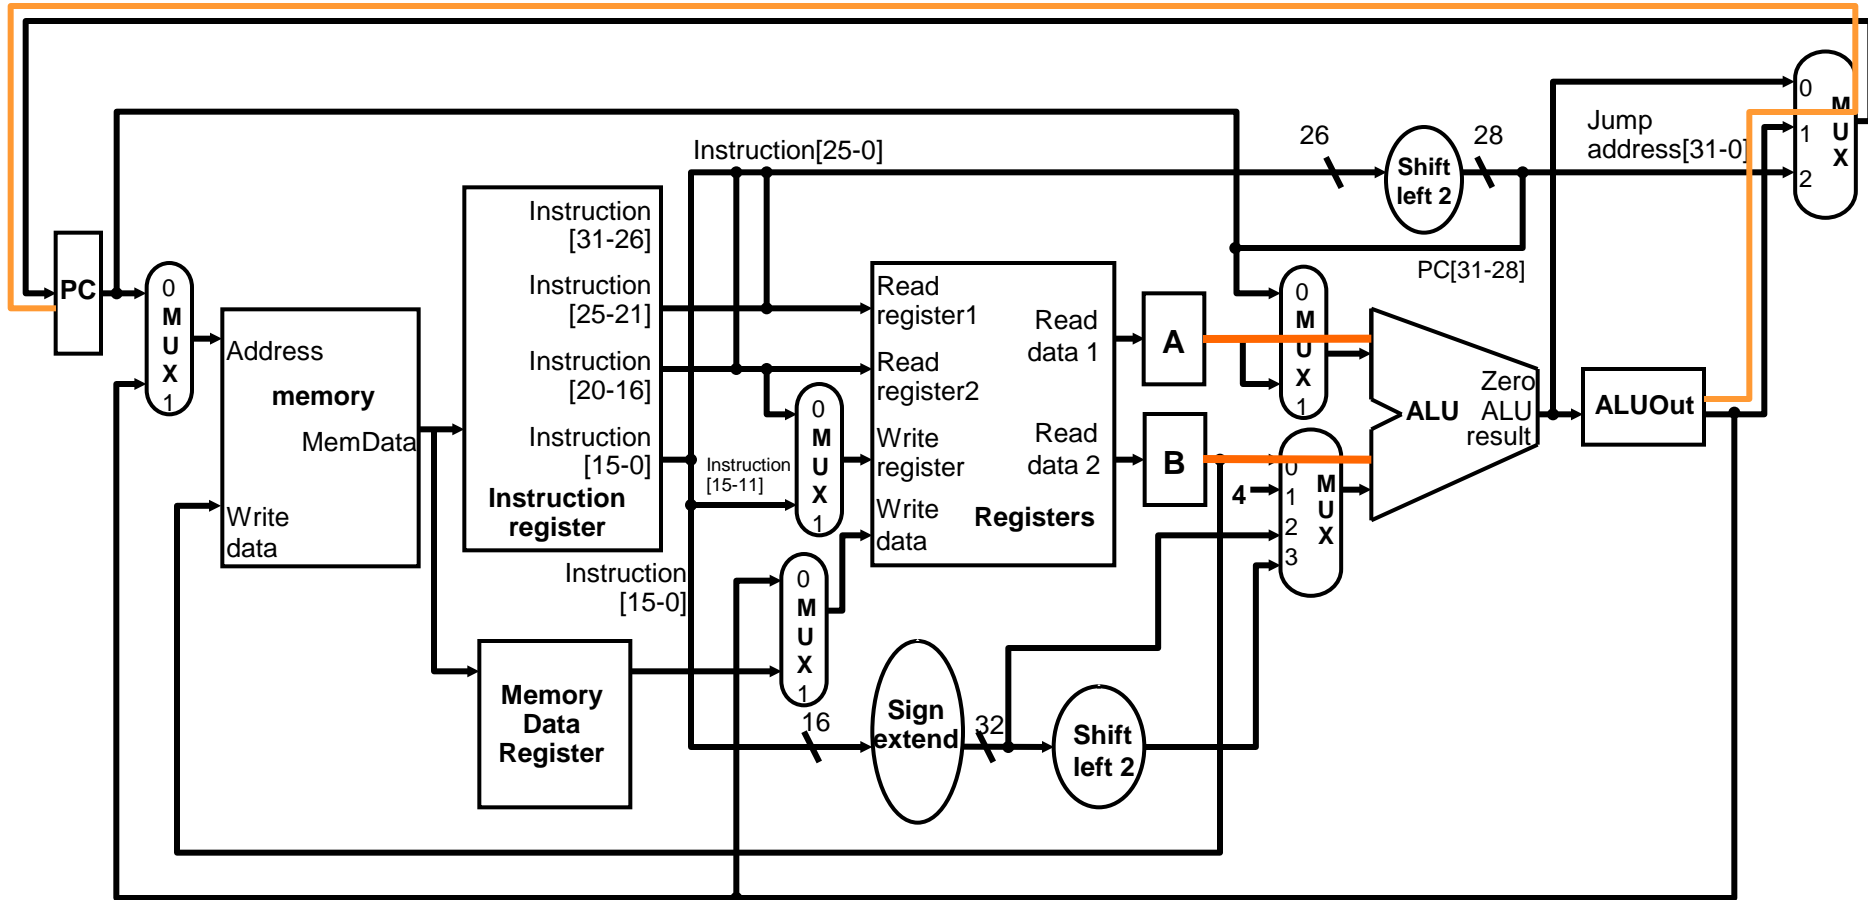 Instruction[25-0]
26
28
Jump
address[31-0]
Shift
left 2
0
1
2
M
U
X
PC[31-28]
PC
0
M
U
X
1
Address
memory
MemData
Write
data
Instruction
[31-26]
Instruction
[25-21]
Instruction
[20-16]
Instruction
[15-0]
Instruction
register
Instruction
[15-11]
0
M
U
X
1
Instruction
[15-0]
0
M
U
X
1
Memory
Data
Register
16
Sign
extend
32
Shift
left 2
Read
register1
Read
register2
Write
register
Write
data
Read
data 1
Read
data 2
Registers
A
B
4
0
M
U
X
1
0
1
2
3
M
U
X
ALU
Zero
ALU
result
ALUOut